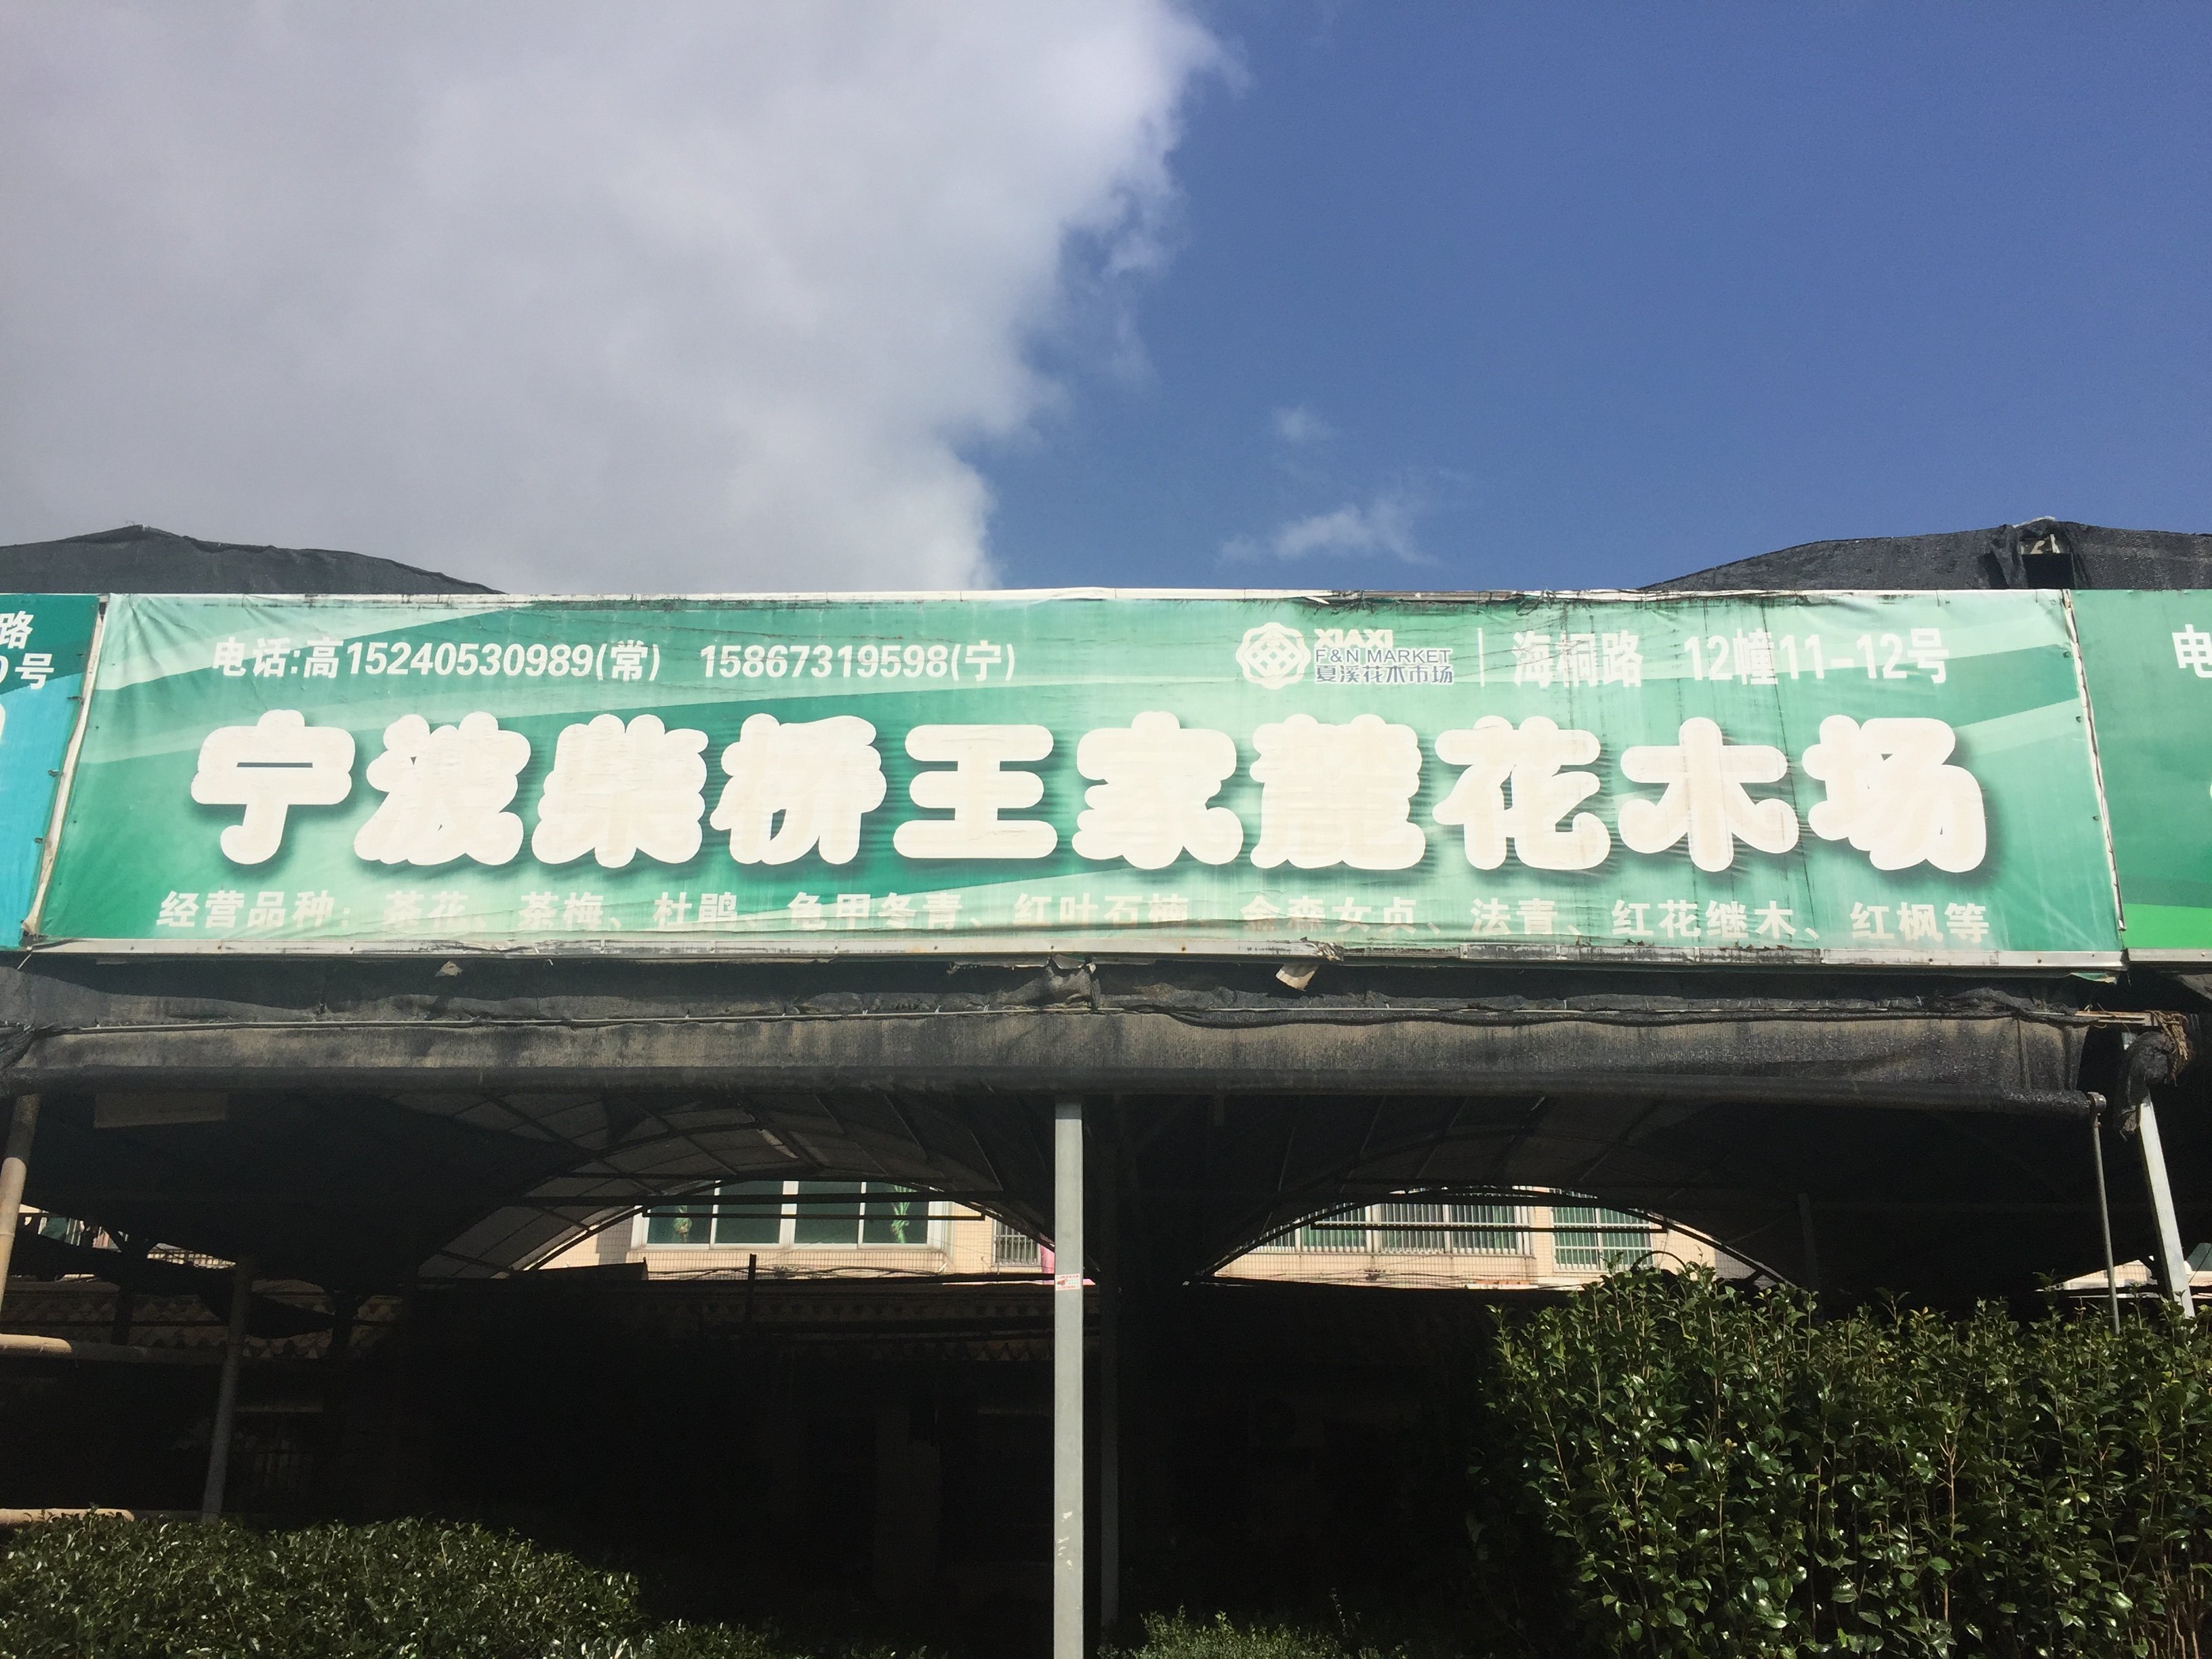 路
9号
电话:高15240530989(常) 15867319598(宁)
XIAXI
F&N MARKET
夏溪花木市场
海桐路 12幢11-12号
宁波柴桥王家麓花木场
经营品种：茶花、茶梅、杜鹃、龟甲冬青、红叶石楠、金森女贞、法青、红花继木、红枫等
电